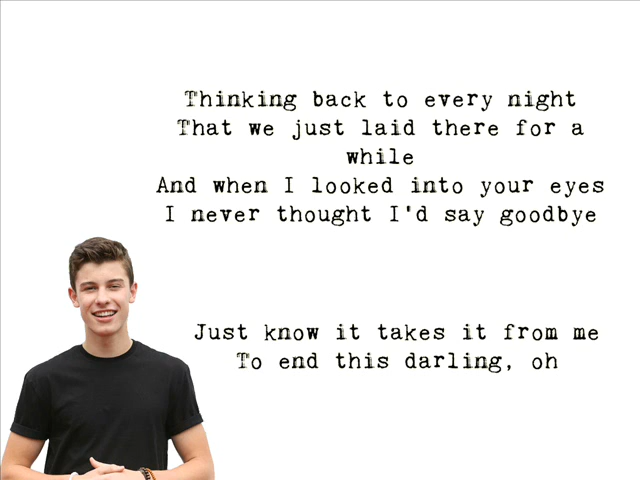 Thinking back to every night
That we just laid there for a
while
And when I looked into your eyes
I never thought I'd say goodbye
Just know it takes it from me
To end this darling, oh